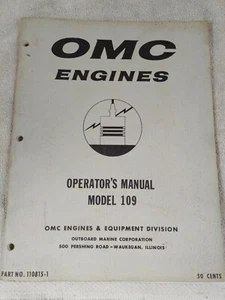 OMC
ENGINES
OPERATOR'S MANUAL
MODEL 109
OMC ENGINES & EQUIPMENT DIVISION
OUTBOARD MARINE CORPORATION
500 PERSHING ROAD—WAUKEGAN, ILLINOIS
PART NO. 110815-1
50 CENTS